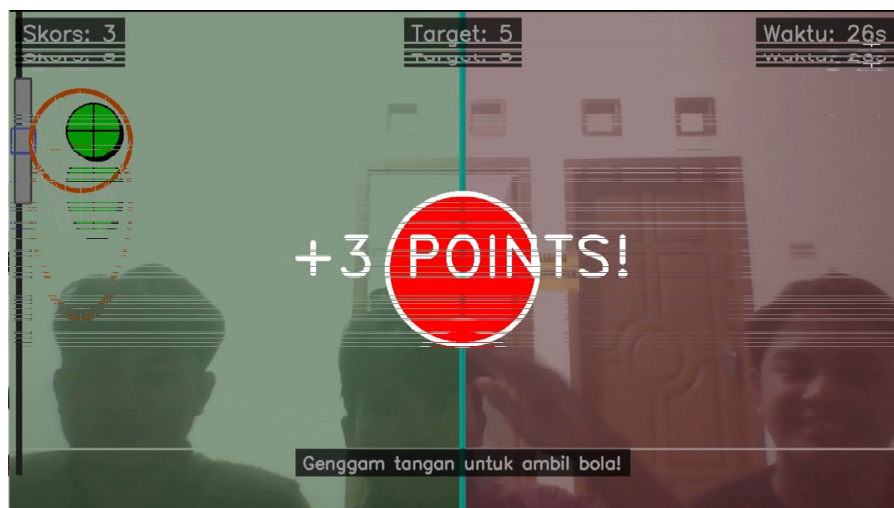 Skors: 3
Target: 5
Waktu: 26s
+3 POINTS!
Genggam tangan untuk ambil bola!